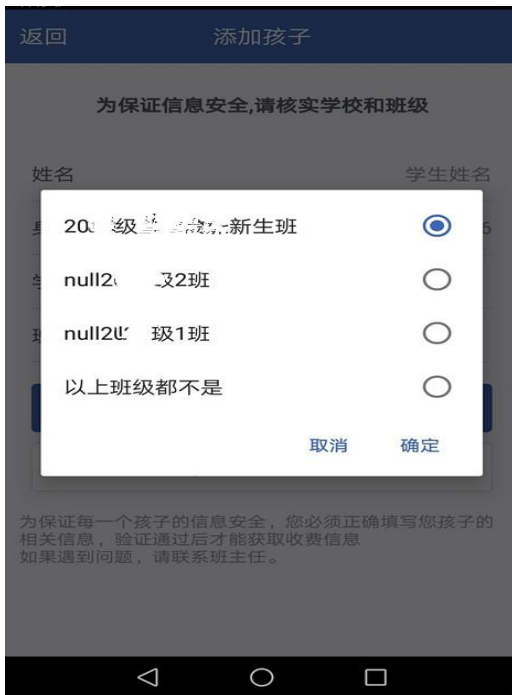 返回
添加孩子
为保证信息安全,请核实学校和班级
姓名
学生姓名
20 级 新生班
null2 级2班
null2 级1班
以上班级都不是
取消
确定
为保证每一个孩子的信息安全，您必须正确填写您孩子的
相关信息，验证通过后才能获取收费信息
如果遇到问题，请联系班主任。